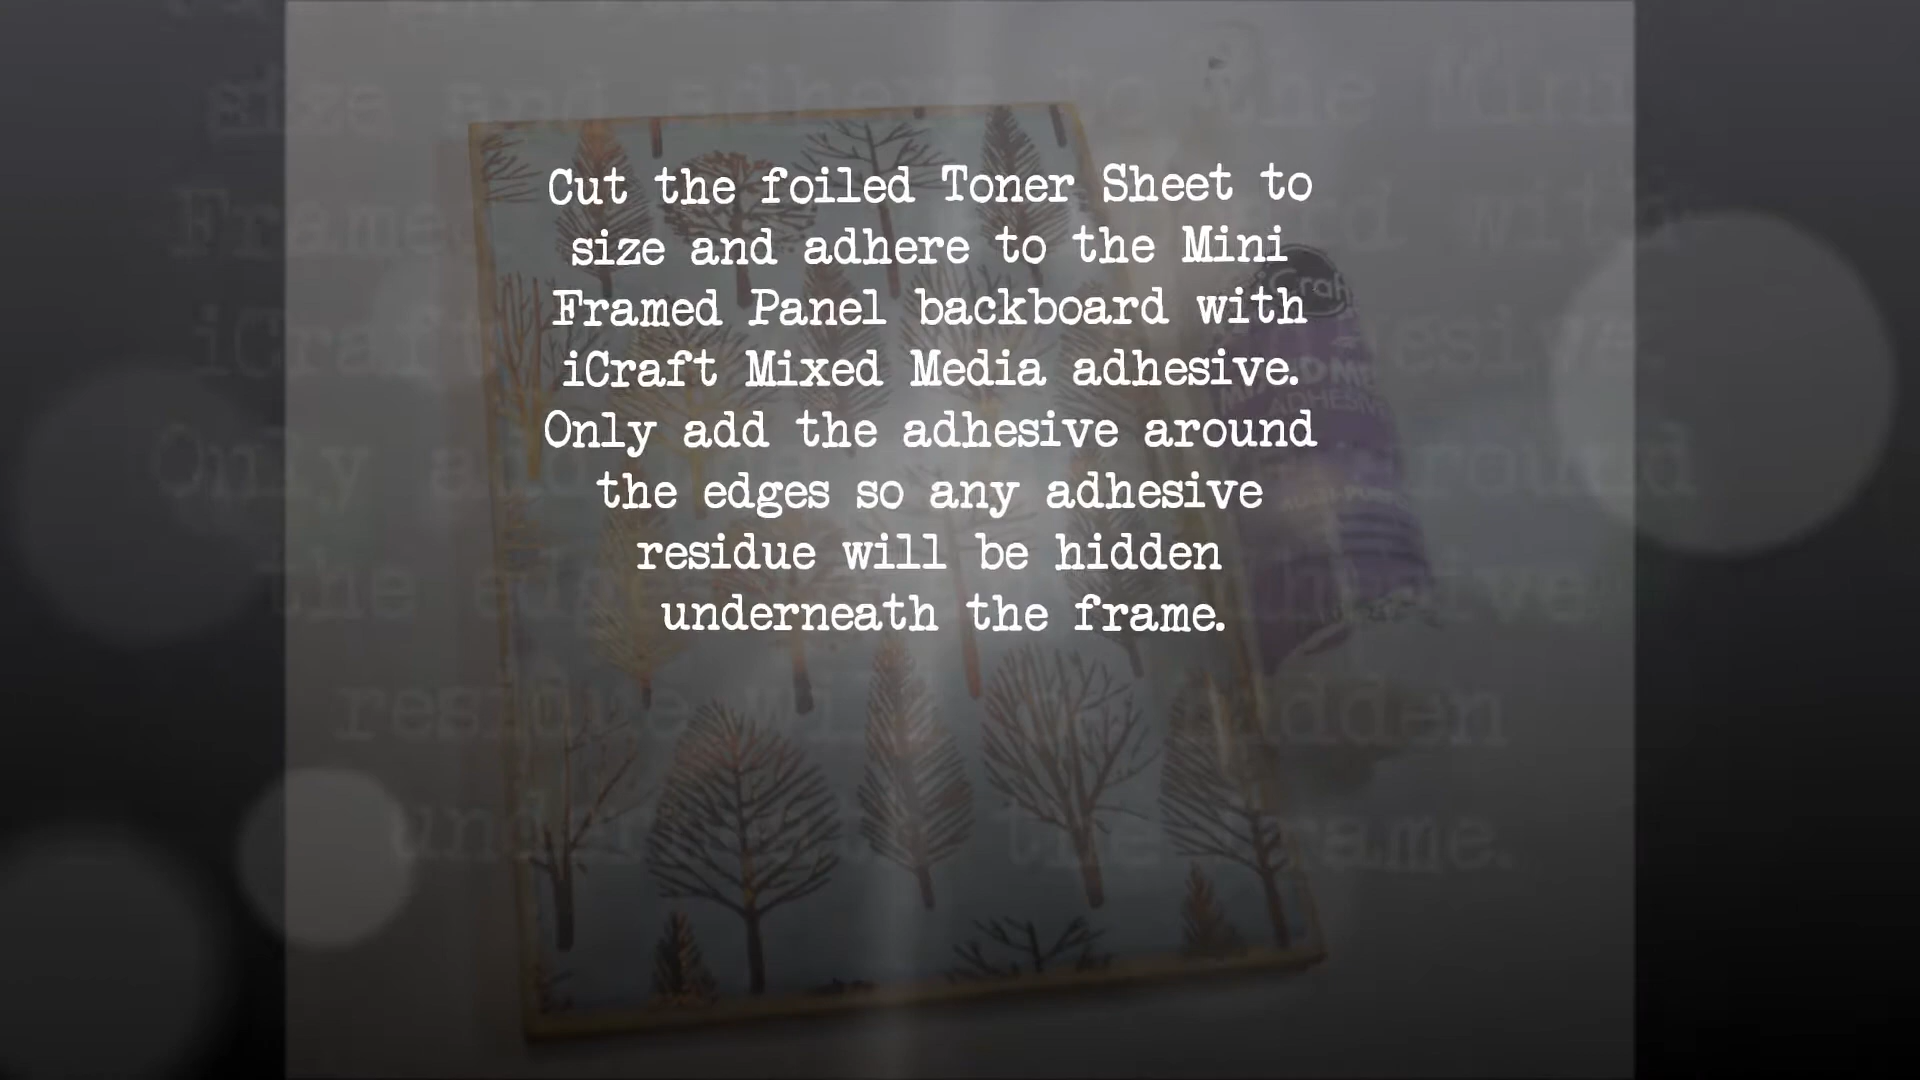 Cut the foiled Toner Sheet to
size and adhere to the Mini
Framed Panel backboard with
iCraft Mixed Media adhesive.
Only add the adhesive around
the edges so any adhesive
residue will be hidden
underneath the frame.